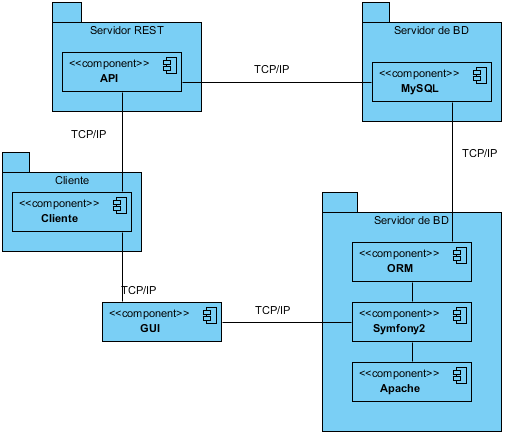 Servidor REST
<<component>>
API
TCP/IP
Servidor de BD
<<component>>
MySQL
TCP/IP
TCP/IP
Cliente
<<component>>
Cliente
TCP/IP
Servidor de BD
<<component>>
ORM
<<component>>
GUI
TCP/IP
<<component>>
Symfony2
<<component>>
Apache